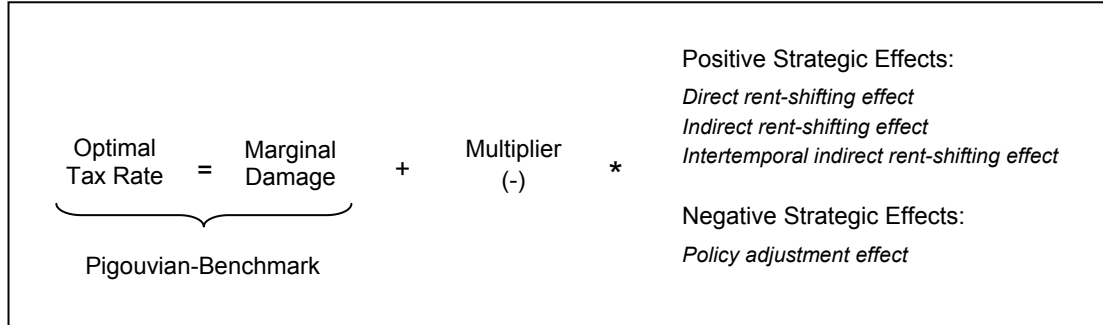 Positive Strategic Effects:
Direct rent-shifting effect
Indirect rent-shifting effect
Intertemporal indirect rent-shifting effect
Optimal
Tax Rate
=
Marginal
Damage
+
Multiplier
(-)
*
Negative Strategic Effects:
Policy adjustment effect
Pigouvian-Benchmark